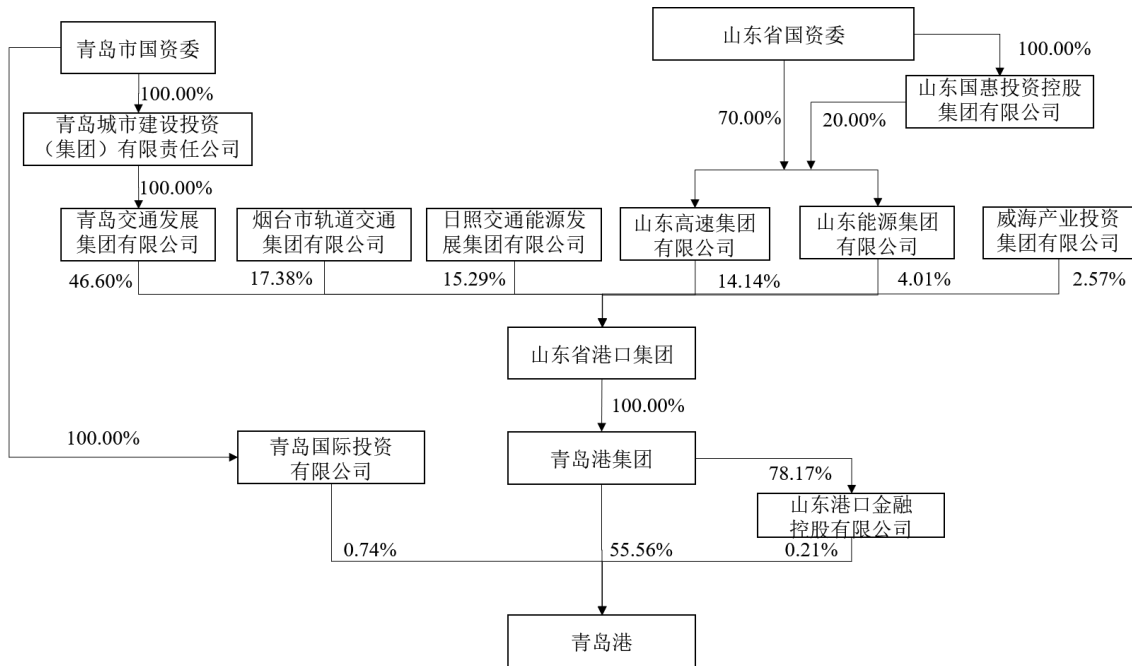 青岛市国资委
山东省国资委
100.00%
100.00%
山东国惠投资控股
集团有限公司
青岛城市建设投资
（集团）有限责任公司
70.00%
20.00%
100.00%
青岛交通发展
集团有限公司
烟台市轨道交通
集团有限公司
日照交通能源发
展集团有限公司
山东高速集团
有限公司
山东能源集团
有限公司
威海产业投资
集团有限公司
46.60%
17.38%
15.29%
14.14%
4.01%
2.57%
山东省港口集团
100.00%
100.00%
青岛国际投资
有限公司
青岛港集团
78.17%
山东港口金融
控股有限公司
0.74%
55.56%
0.21%
青岛港